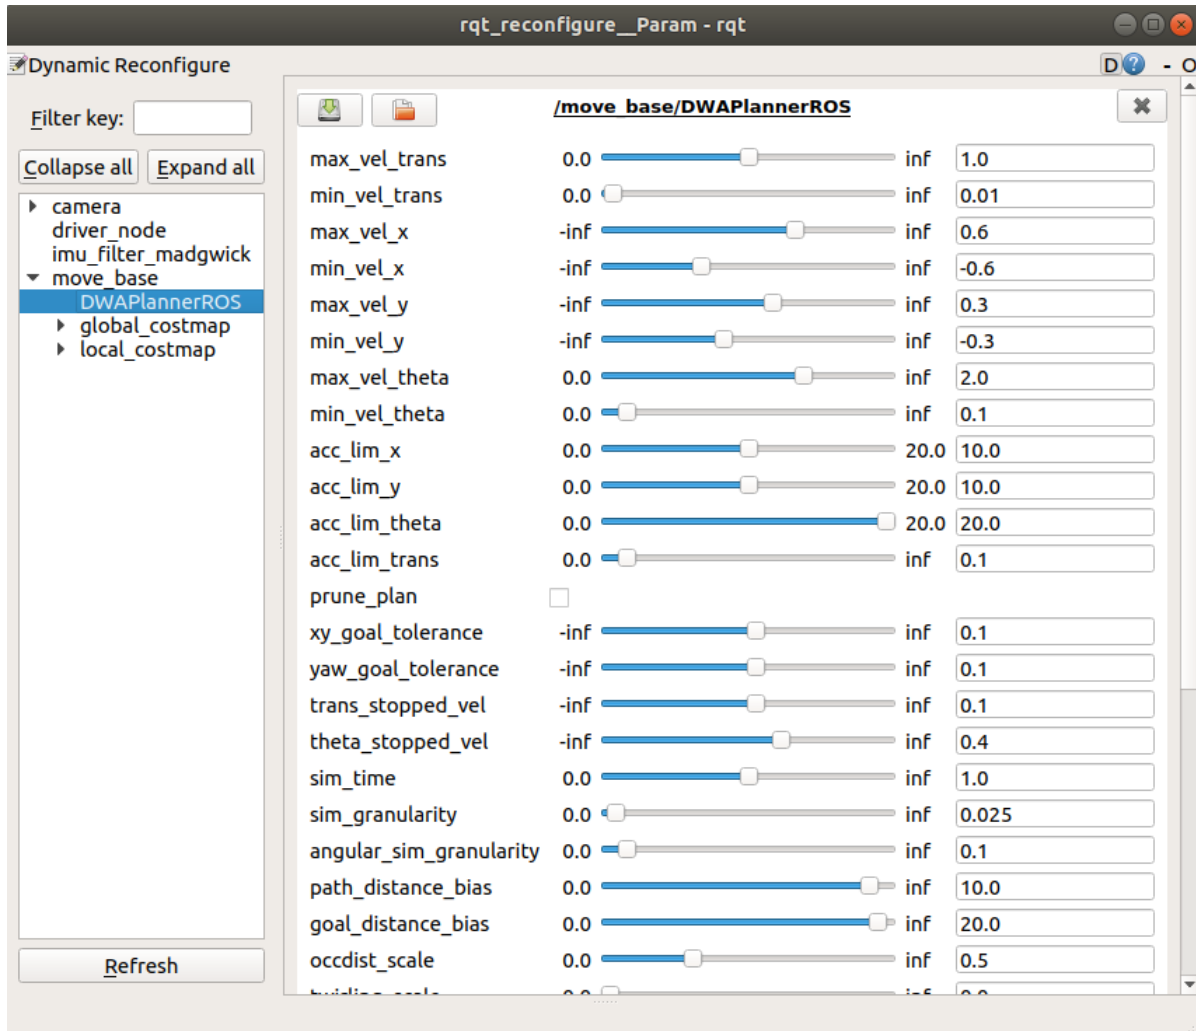 rqt_reconfigure__Param - rqt
Dynamic Reconfigure
D ? - O
Filter key:
Collapse all Expand all
camera
driver_node
imu_filter_madgwick
move_base
DWAPlannerROS
global_costmap
local_costmap
Refresh
/move_base/DWAPlannerROS
max_vel_trans 0.0 inf 1.0
min_vel_trans 0.0 inf 0.01
max_vel_x -inf inf 0.6
min_vel_x -inf inf -0.6
max_vel_y -inf inf 0.3
min_vel_y -inf inf -0.3
max_vel_theta 0.0 inf 2.0
min_vel_theta 0.0 inf 0.1
acc_lim_x 0.0 20.0 10.0
acc_lim_y 0.0 20.0 10.0
acc_lim_theta 0.0 20.0 20.0
acc_lim_trans 0.0 inf 0.1
prune_plan
xy_goal_tolerance -inf inf 0.1
yaw_goal_tolerance -inf inf 0.1
trans_stopped_vel -inf inf 0.1
theta_stopped_vel -inf inf 0.4
sim_time 0.0 inf 1.0
sim_granularity 0.0 inf 0.025
angular_sim_granularity 0.0 inf 0.1
path_distance_bias 0.0 inf 10.0
goal_distance_bias 0.0 inf 20.0
occdist_scale 0.0 inf 0.5